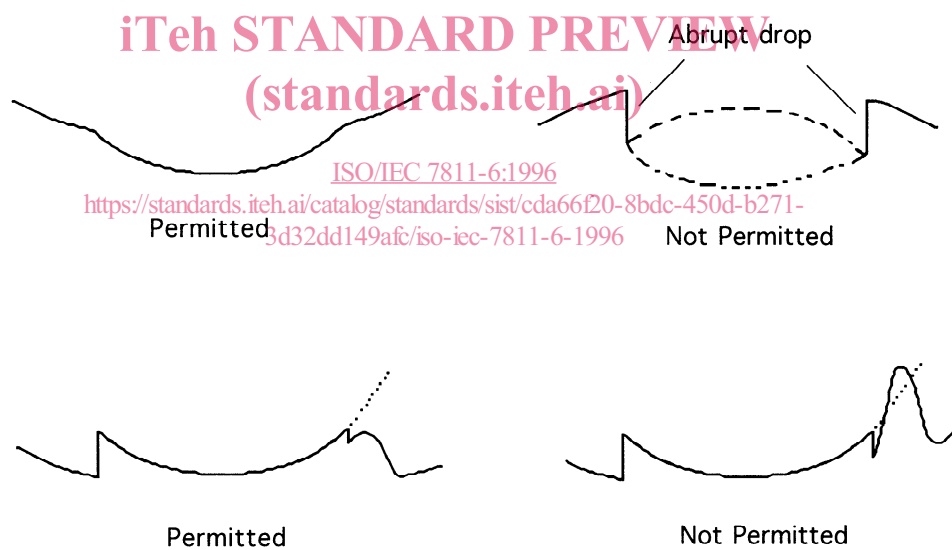 iTeh STANDARD PREVIEW
Abrupt drop
(standards.iteh.ai)
ISO/IEC 7811-6:1996
https://standards.iteh.ai/catalog/standards/sist/cda66f20-8bdc-450d-b271-
3d32dd149afc/iso-iec-7811-6-1996
Permitted
Not Permitted
Permitted
Not Permitted